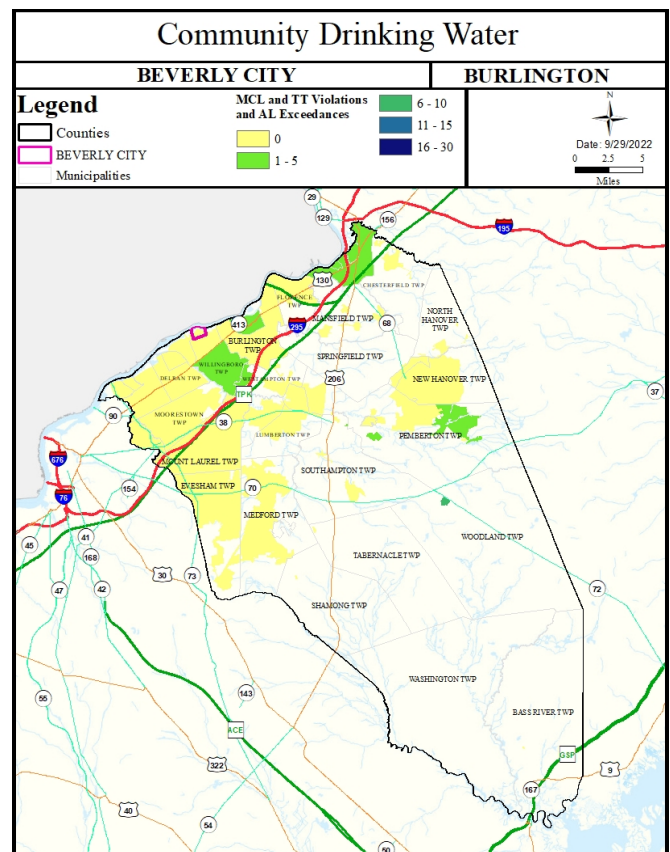 Community Drinking Water
BEVERLY CITY
BURLINGTON
Legend
Counties
BEVERLY CITY
Municipalities
MCL and TT Violations
and AL Exceedances
0
1 - 5
6 - 10
11 - 15
16 - 30
N
Date: 9/29/2022
0 2.5 5
Miles
29
129
156
195
130
CHESTERFIELD TWP
FLORENCE
TWP
NORTH
HANOVER
TWP
413
295
MANSFIELD TWP
68
BURLINGTON
TWP
SPRINGFIELD TWP
WILLINGBORO
TWP
DELRAN TWP
WESTAMPTON TWP
206
NEW HANOVER TWP
37
TPK
90
MOORESTOWN
TWP
38
LUMBERTON TWP
PEMBERTON TWP
676
MOUNT LAUREL TWP
SOUTHAMPTON TWP
76
154
EVESHAM TWP
70
MEDFORD TWP
41
45
168
WOODLAND TWP
TABERNACLE TWP
30
73
47
42
72
SHAMONG TWP
WASHINGTON TWP
143
55
BASS RIVER TWP
ACE
GSP
322
9
167
40
54
50